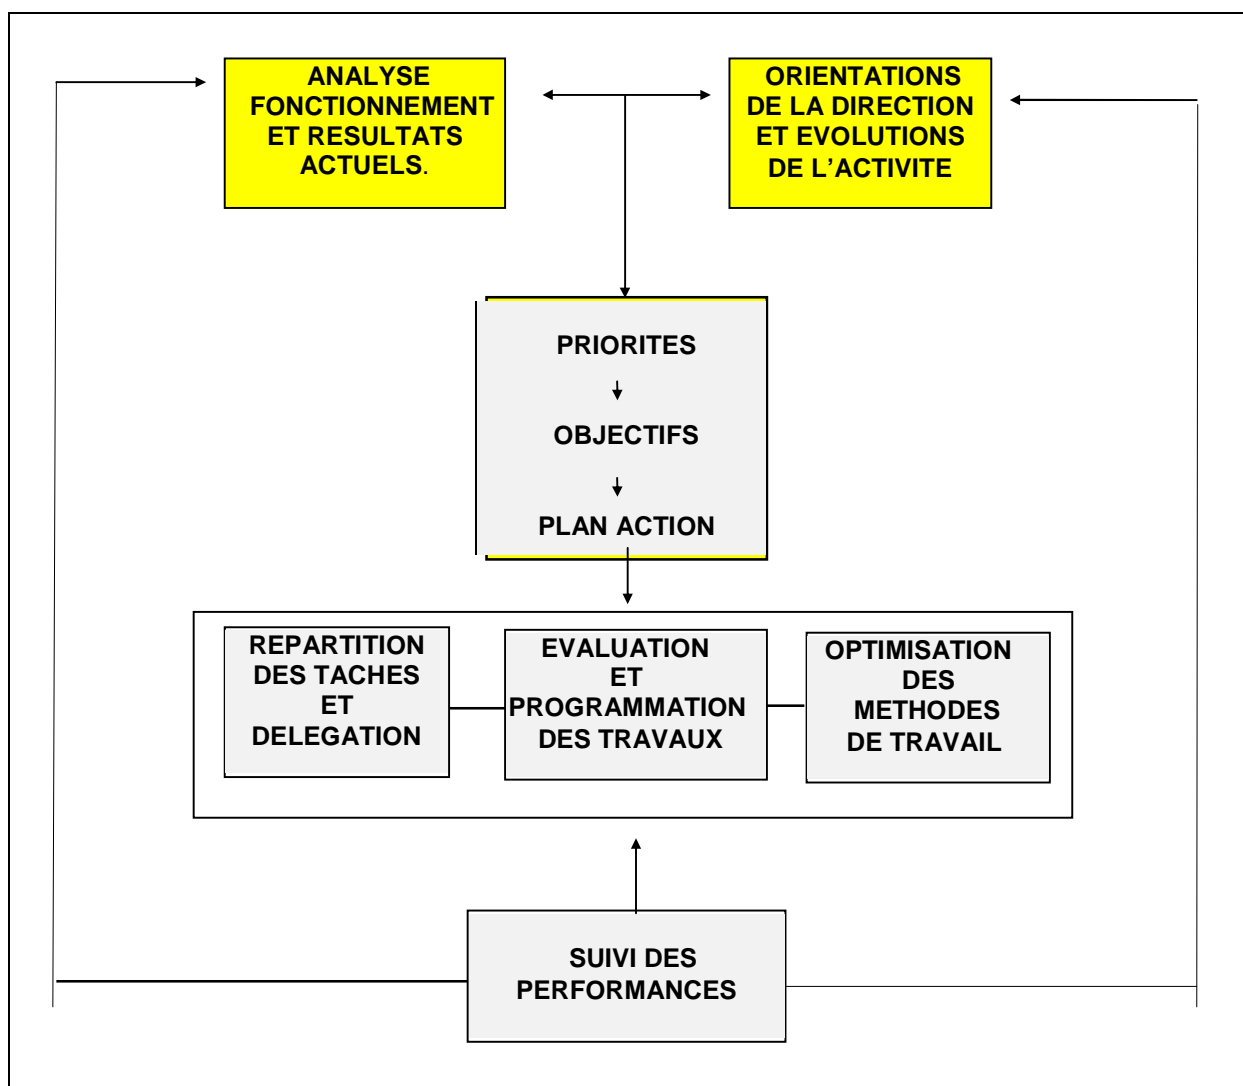 ANALYSE
FONCTIONNEMENT
ET RESULTATS
ACTUELS.
ORIENTATIONS
DE LA DIRECTION
ET EVOLUTIONS
DE L’ACTIVITE
PRIORITES
OBJECTIFS
PLAN ACTION
REPARTITION
DES TACHES
ET
DELEGATION
EVALUATION
ET
PROGRAMMATION
DES TRAVAUX
OPTIMISATION
DES
METHODES
DE TRAVAIL
SUIVI DES
PERFORMANCES